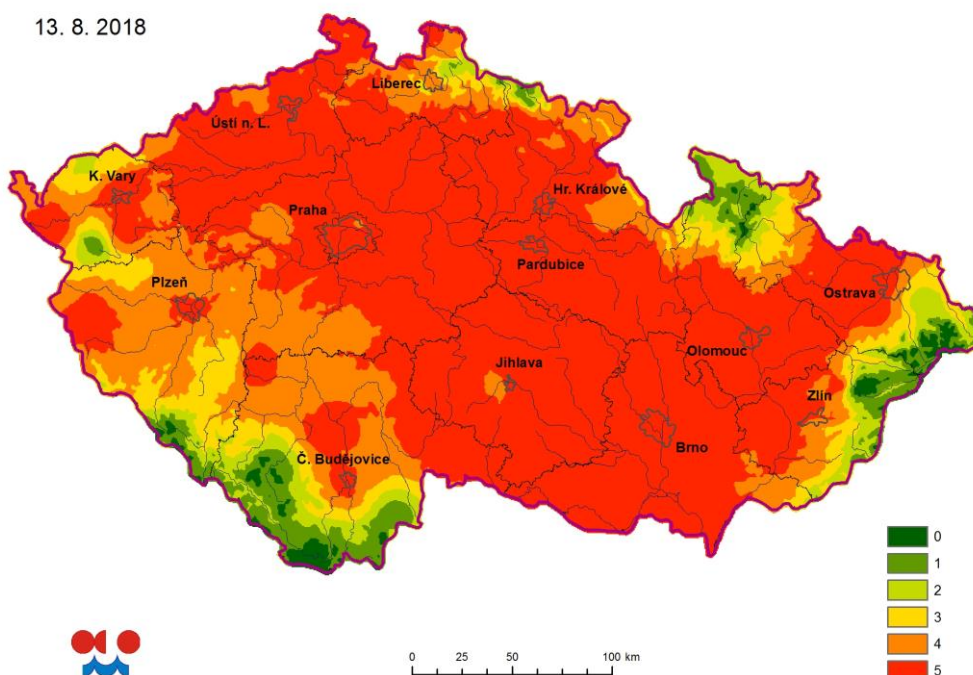 13. 8. 2018
Liberec
Ústí n. L.
K. Vary
Hr. Králové
Praha
Pardubice
Plzeň
Ostrava
Olomouc
Jihlava
Zlín
Brno
Č. Budějovice
0
1
2
3
4
5
0 25 50 100 km